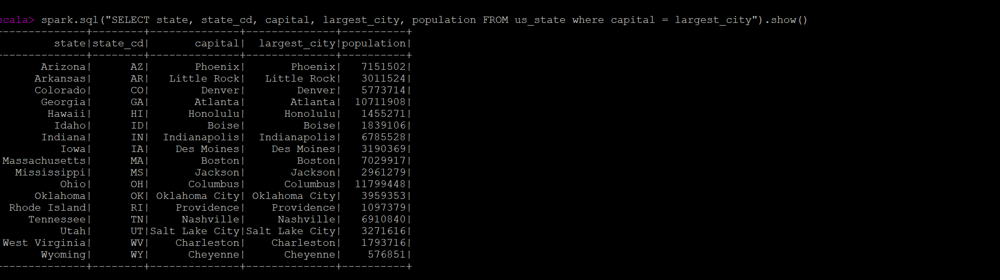 scala> spark.sql("SELECT state, state_cd, capital, largest_city, population FROM us_state where capital = largest_city").show()
--------------+--------+--------------+--------------+----------+
         state|state_cd|       capital|  largest_city|population|
--------------+--------+--------------+--------------+----------+
       Arizona|      AZ|       Phoenix|       Phoenix|   7151502|
      Arkansas|      AR|   Little Rock|   Little Rock|   3011524|
      Colorado|      CO|        Denver|        Denver|   5773714|
       Georgia|      GA|       Atlanta|       Atlanta|  10711908|
        Hawaii|      HI|      Honolulu|      Honolulu|   1455271|
         Idaho|      ID|         Boise|         Boise|   1839106|
       Indiana|      IN|  Indianapolis|  Indianapolis|   6785528|
          Iowa|      IA|    Des Moines|    Des Moines|   3190369|
 Massachusetts|      MA|        Boston|        Boston|   7029917|
   Mississippi|      MS|       Jackson|       Jackson|   2961279|
          Ohio|      OH|      Columbus|      Columbus|  11799448|
      Oklahoma|      OK| Oklahoma City| Oklahoma City|   3959353|
  Rhode Island|      RI|    Providence|    Providence|   1097379|
     Tennessee|      TN|     Nashville|     Nashville|   6910840|
          Utah|      UT|Salt Lake City|Salt Lake City|   3271616|
 West Virginia|      WV|    Charleston|    Charleston|   1793716|
       Wyoming|      WY|      Cheyenne|      Cheyenne|    576851|
--------------+--------+--------------+--------------+----------+